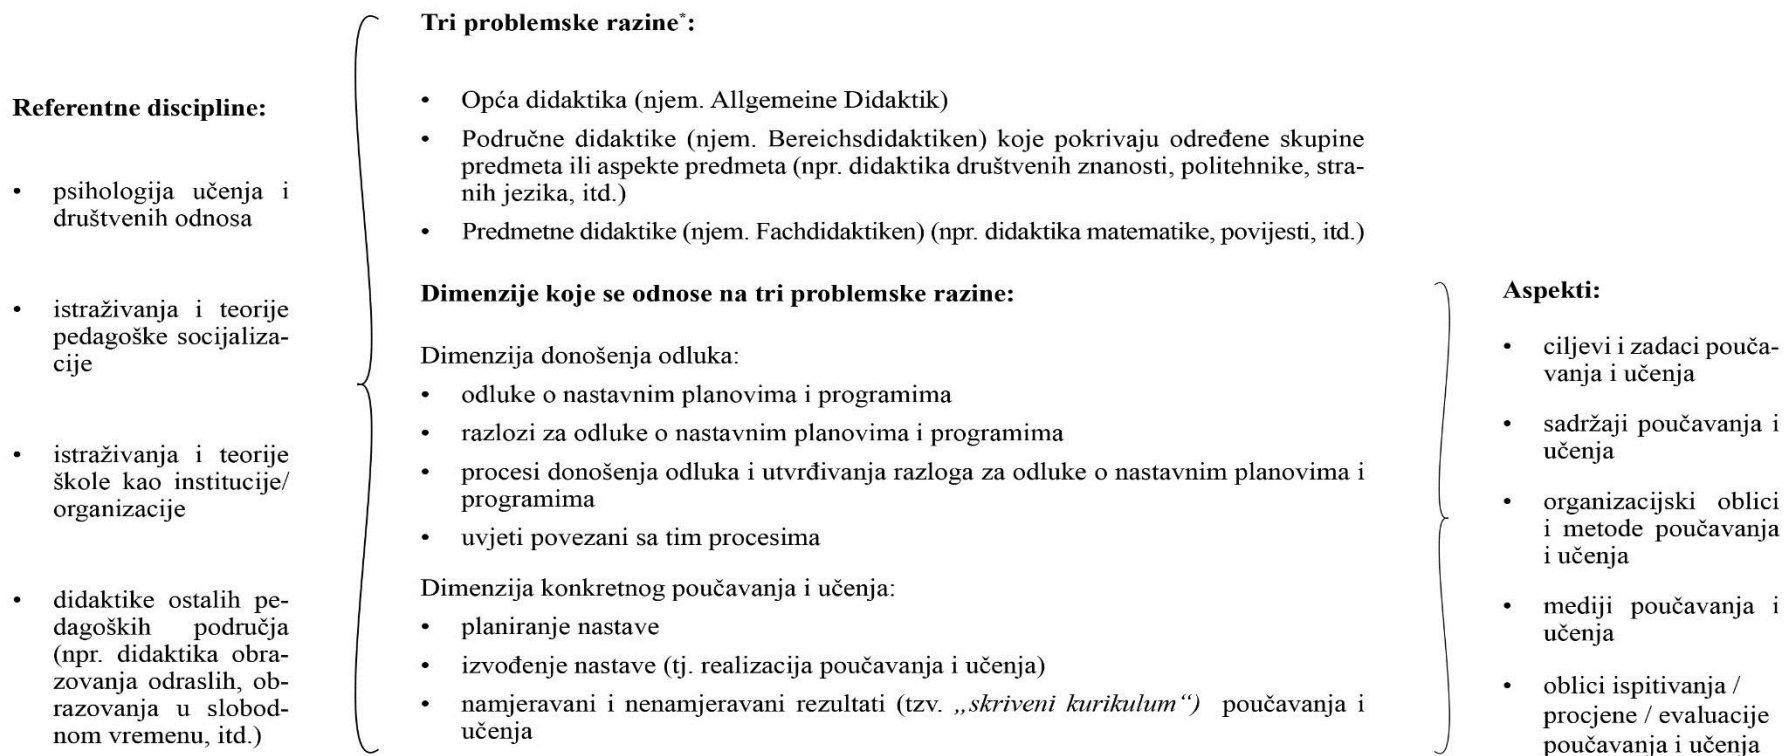 Referentne discipline:
• psihologija učenja i
društvenih odnosa
• istraživanja i teorije
pedagoške socijaliza-
cije
• istraživanja i teorije
škole kao institucije/
organizacije
• didaktike ostalih pe-
dagoških područja
(npr. didaktika obra-
zovanja odraslih, ob-
razovanja u slobod-
nom vremenu, itd.)
Tri problemske razine*:
• Opća didaktika (njem. Allgemeine Didaktik)
• Područne didaktike (njem. Bereichsdidaktiken) koje pokrivaju određene skupine
predmeta ili aspekte predmeta (npr. didaktika društvenih znanosti, politehnike, stra-
nih jezika, itd.)
• Predmetne didaktike (njem. Fachdidaktiken) (npr. didaktika matematike, povijesti, itd.)
Dimenzije koje se odnose na tri problemske razine:
Dimenzija donošenja odluka:
• odluke o nastavnim planovima i programima
• razlozi za odluke o nastavnim planovima i programima
• procesi donošenja odluka i utvrđivanja razloga za odluke o nastavnim planovima i
programima
• uvjeti povezani sa tim procesima
Dimenzija konkretnog poučavanja i učenja:
• planiranje nastave
• izvođenje nastave (tj. realizacija poučavanja i učenja)
• namjeravani i nenamjeravani rezultati (tzv. „skriveni kurikulum“) poučavanja i
učenja
Aspekti:
• ciljevi i zadaci pouča-
vanja i učenja
• sadržaji poučavanja i
učenja
• organizacijski oblici
i metode poučavanja
i učenja
• mediji poučavanja i
učenja
• oblici ispitivanja /
procjene / evaluacije
poučavanja i učenja